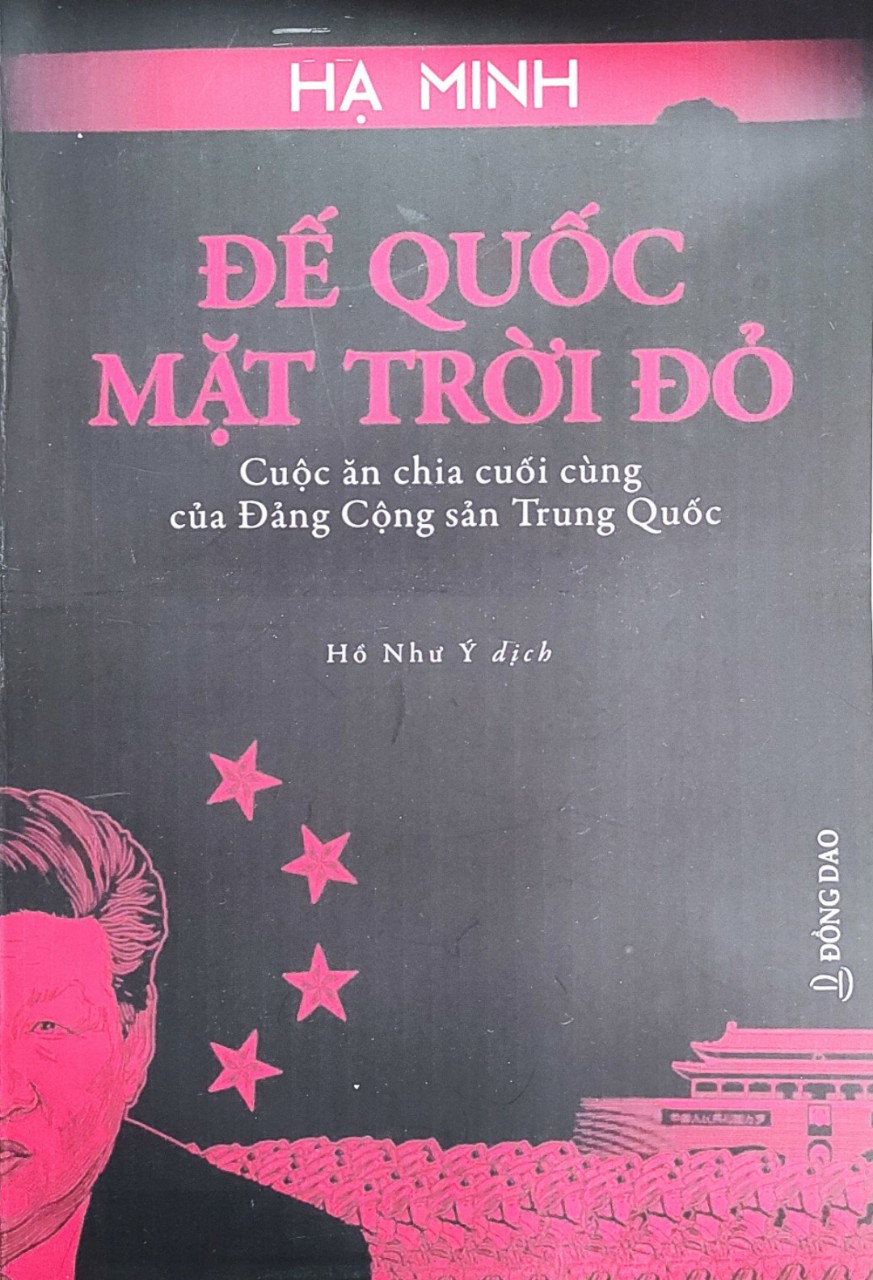 HẠ MINH
ĐẾ QUỐC
MẶT TRỜI ĐỎ
Cuộc ăn chia cuối cùng
của Đảng Cộng sản Trung Quốc
Hồ Như Ý dịch
ĐỒNG DAO